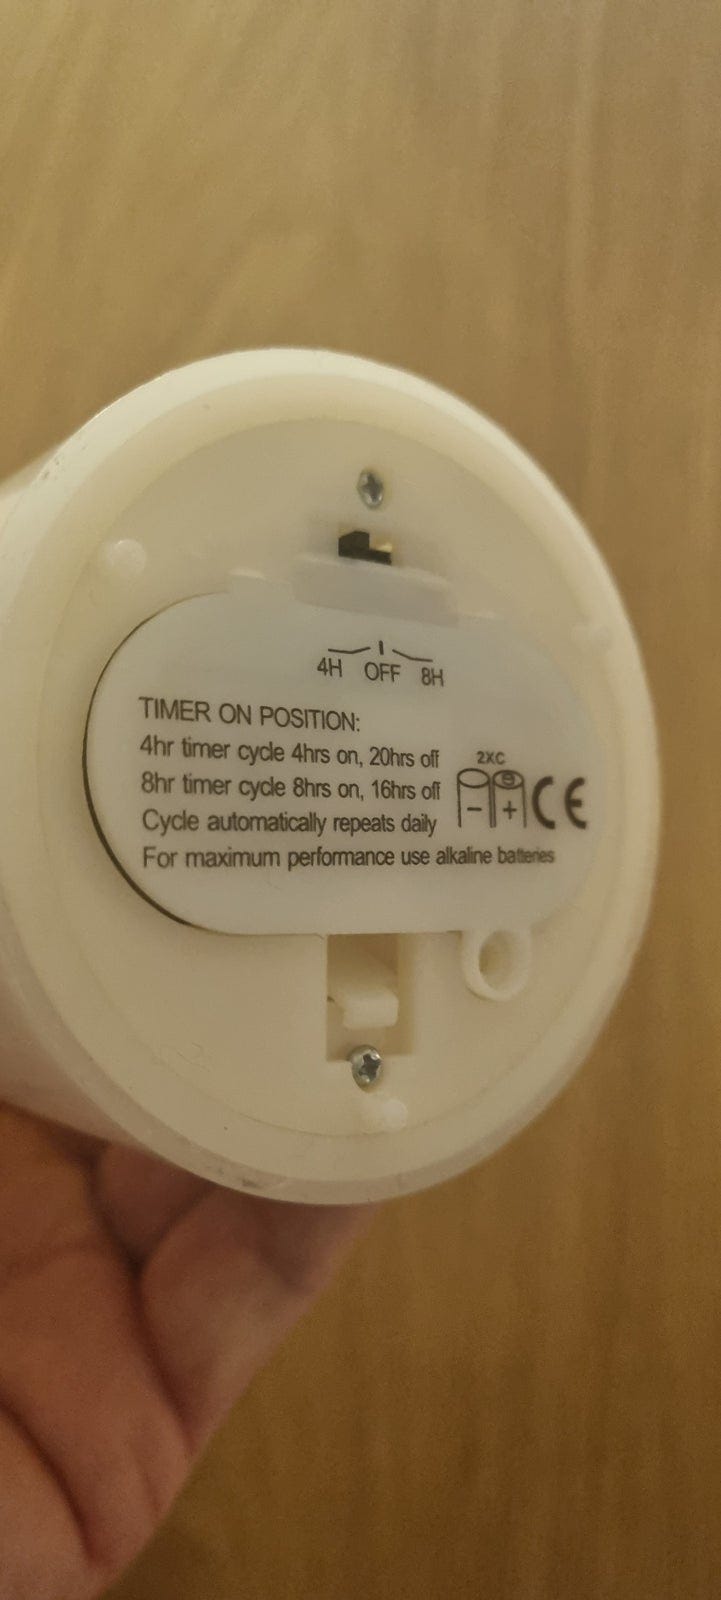 4H OFF 8H
TIMER ON POSITION:
4hr timer cycle 4hrs on, 20hrs off
8hr timer cycle 8hrs on, 16hrs off
Cycle automatically repeats daily
For maximum performance use alkaline batteries
2XC
- + CE